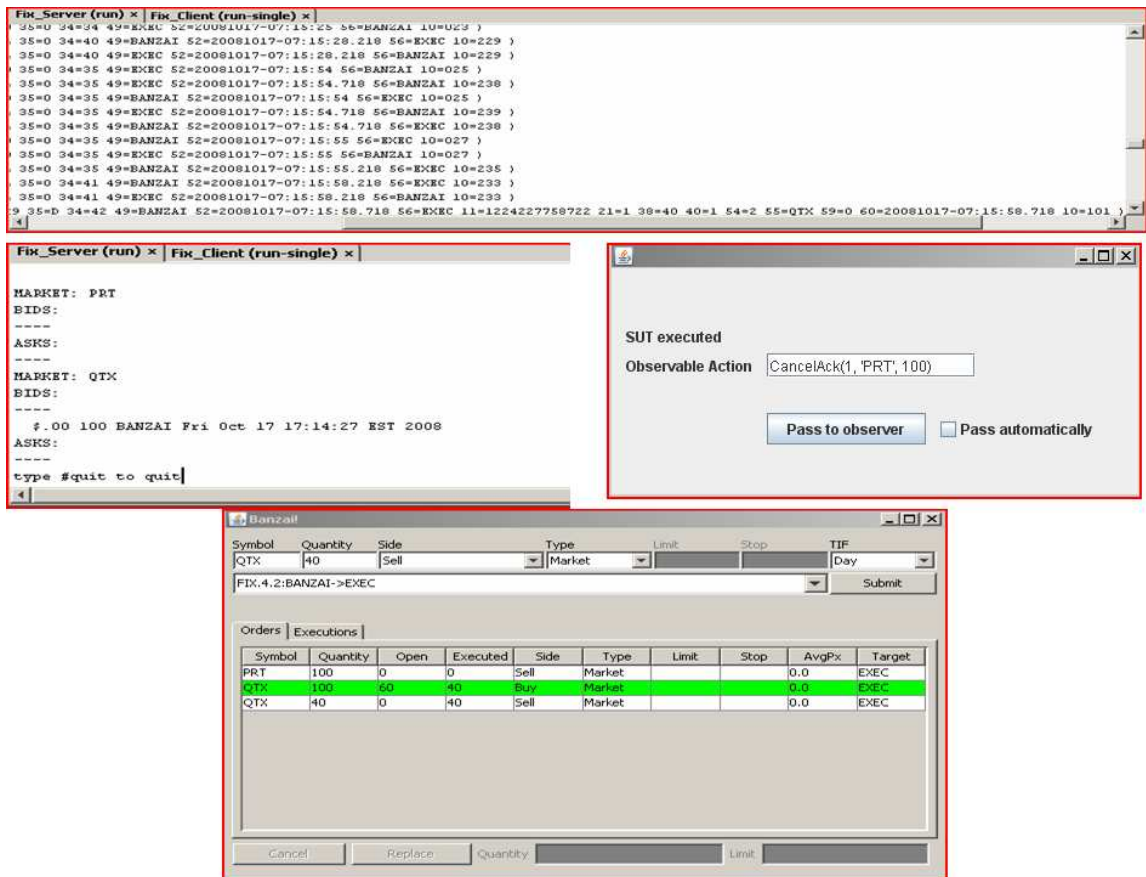 Fix_Server (run) × Fix_Client (run-single) ×
35=0 34=34 49=EXEC 52=20081017-07:15:25 56=BANZAI 10=023 )
35=0 34=40 49=BANZAI 52=20081017-07:15:28.218 56=EXEC 10=229 )
35=0 34=40 49=EXEC 52=20081017-07:15:28.218 56=EXEC 10=229 )
35=0 34=35 49=EXEC 52=20081017-07:15:54 56=BANZAI 10=025 )
35=0 34=35 49=EXEC 52=20081017-07:15:54.718 56=BANZAI 10=238 )
35=0 34=35 49=BANZAI 52=20081017-07:15:54 56=EXEC 10=025 )
35=0 34=35 49=EXEC 52=20081017-07:15:54.718 56=BANZAI 10=239 )
35=0 34=35 49=BANZAI 52=20081017-07:15:54.718 56=EXEC 10=238 )
35=0 34=35 49=BANZAI 52=20081017-07:15:55 56=EXEC 10=027 )
35=0 34=35 49=EXEC 52=20081017-07:15:55 56=BANZAI 10=027 )
35=0 34=35 49=BANZAI 52=20081017-07:15:55.218 56=EXEC 10=235 )
35=0 34=41 49=BANZAI 52=20081017-07:15:58.218 56=EXEC 10=233 )
35=0 34=41 49=EXEC 52=20081017-07:15:58.218 56=BANZAI 10=233 )
35=D 34=42 49=BANZAI 52=20081017-07:15:58.718 56=EXEC 11=1224227758722 21=1 38=40 40=1 54=2 55=QTX 59=0 60=20081017-07:15:58.718 10=101 )
Fix_Server (run) × Fix_Client (run-single) ×
MARKET: PRT
BIDS:
----
ASKS:
----
MARKET: QTX
BIDS:
----
$.00 100 BANZAI Fri Oct 17 17:14:27 EST 2008
ASKS:
----
type #quit to quit
SUT executed
Observable Action CancelAck(1, 'PRT', 100)
Pass to observer Pass automatically
Banzai!
Symbol Quantity Side Type Limit Stop TIF
QTX 40 Sell Market Day
FIX.4.2:BANZAI->EXEC Submit
Orders Executions
Symbol Quantity Open Executed Side Type Limit Stop AvgPx Target
PRT 100 0 0 Sell Market 0.0 EXEC
QTX 100 60 40 Buy Market 0.0 EXEC
QTX 40 0 40 Sell Market 0.0 EXEC
Cancel Replace Quantity Limit